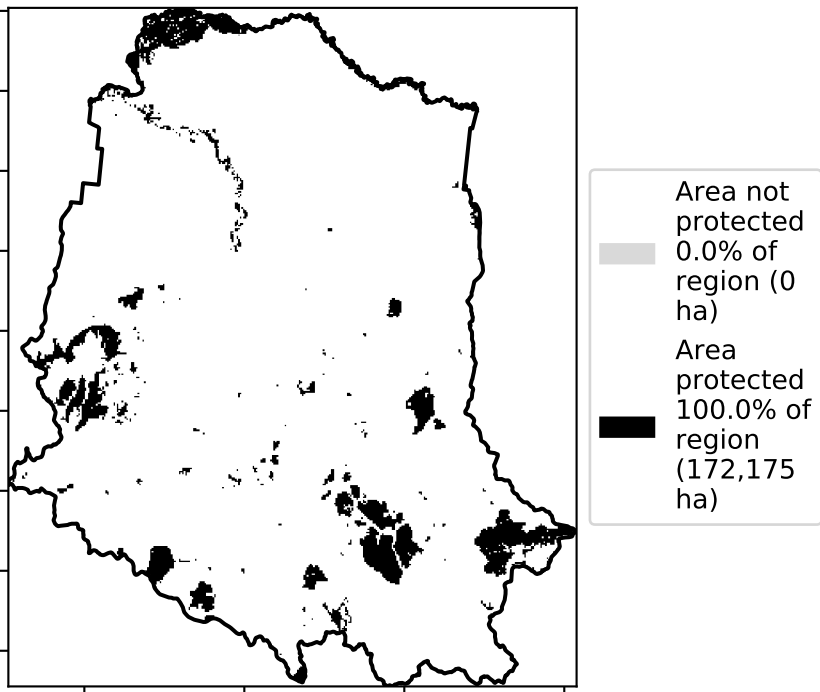 Area not
protected
0.0% of
region (0
ha)
Area
protected
100.0% of
region
(172,175
ha)